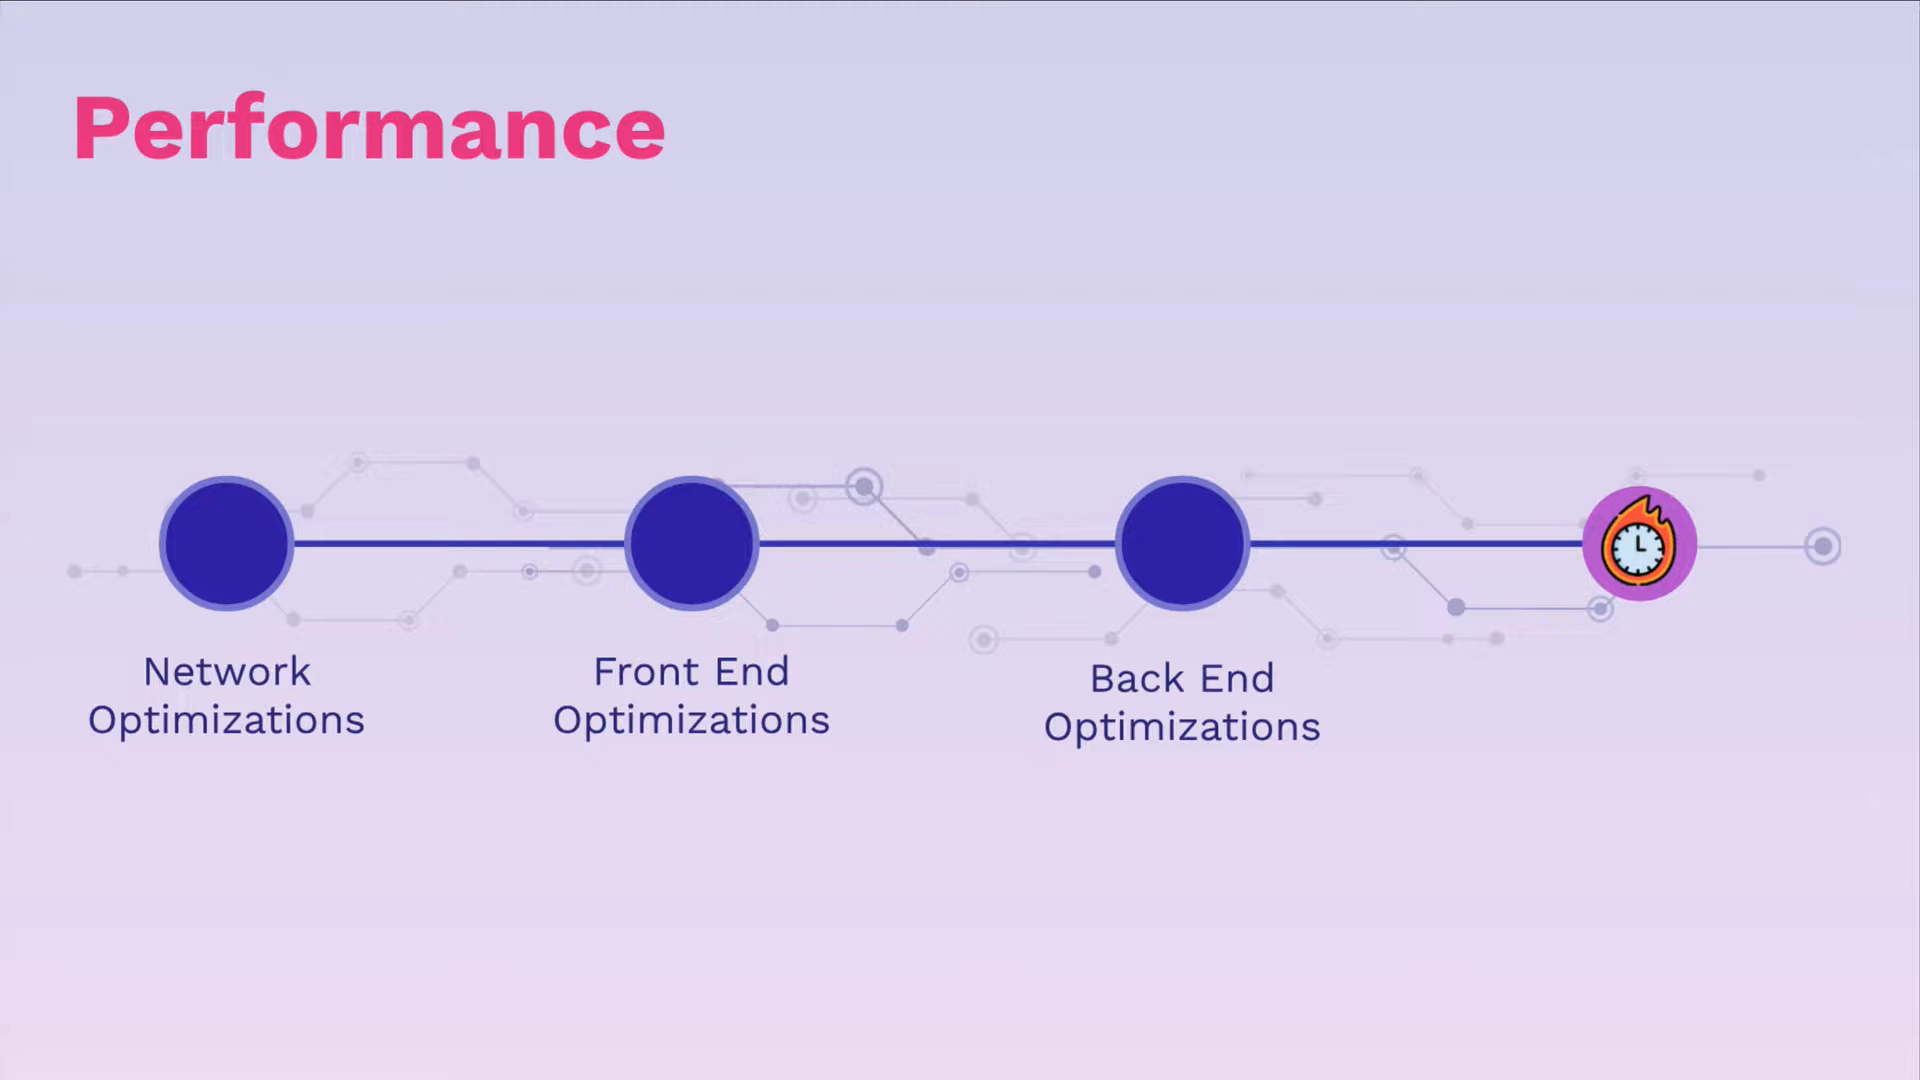 Performance
Network
Optimizations
Front End
Optimizations
Back End
Optimizations